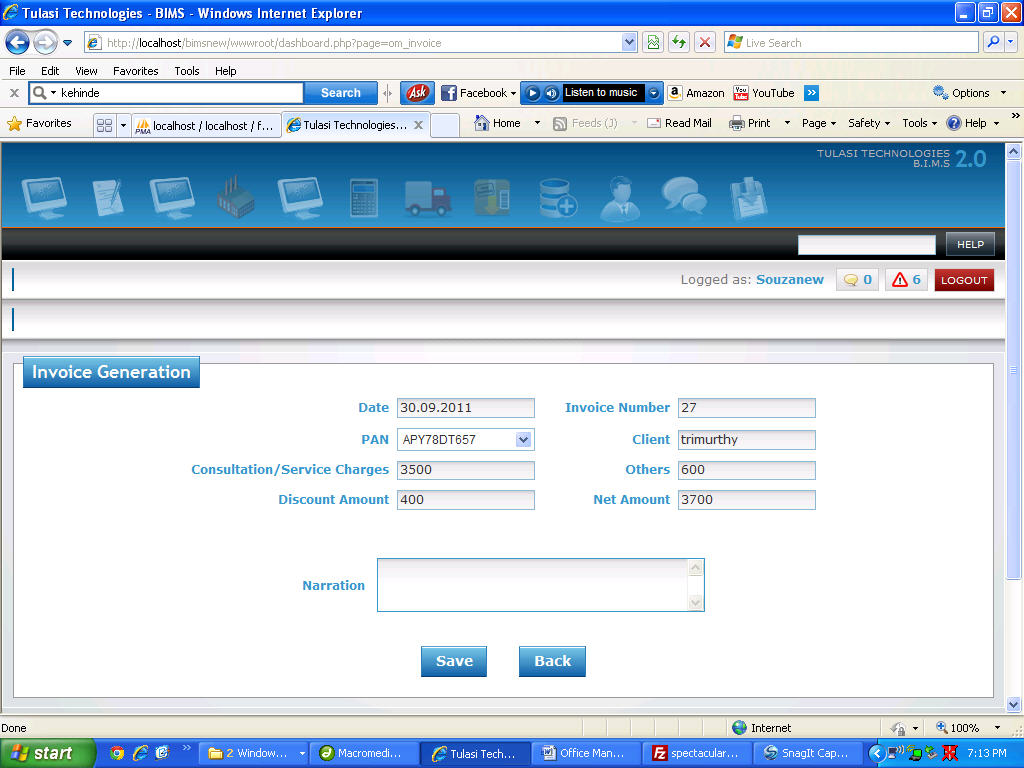 Tulasi Technologies - BIMS - Windows Internet Explorer
http://localhost/bimsnew/wwwroot/dashboard.php?page=om_invoice Live Search
File Edit View Favorites Tools Help
x kehinde Search Ask Facebook Listen to music Amazon YouTube » Options
Favorites PMA localhost / localhost / f... Tulasi Technologies... X Home Feeds (J) Read Mail Print Page Safety Tools Help »
TULASI TECHNOLOGIES 2.0
B.I.M.S
HELP
Logged as: Souzanew 0 6 LOGOUT
Invoice Generation
Date 30.09.2011 Invoice Number 27
PAN APY78DT657 Client trimurthy
Consultation/Service Charges 3500 Others 600
Discount Amount 400 Net Amount 3700
Narration
Save Back
Done Internet 100%
start » 2 Window... Macromedi... Tulasi Tech... Office Man... spectacular... SnagIt Cap... 7:13 PM